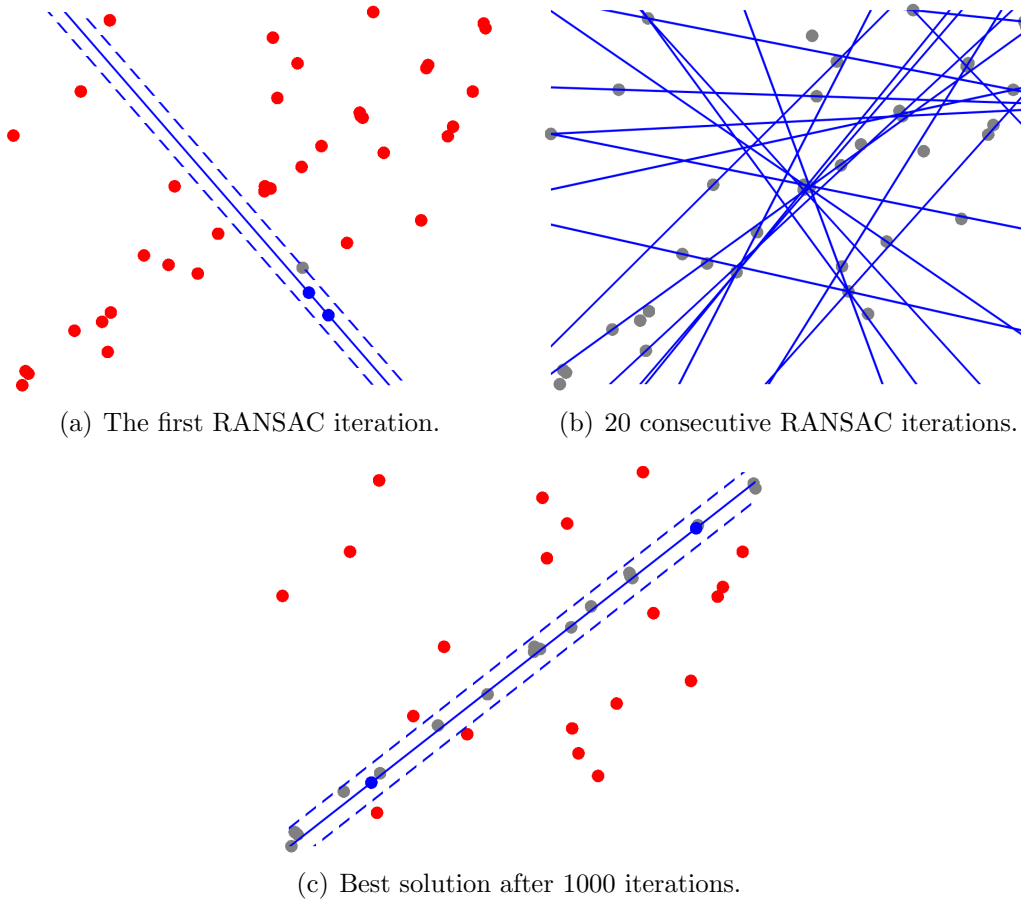 (a) The first RANSAC iteration.
(b) 20 consecutive RANSAC iterations.
(c) Best solution after 1000 iterations.